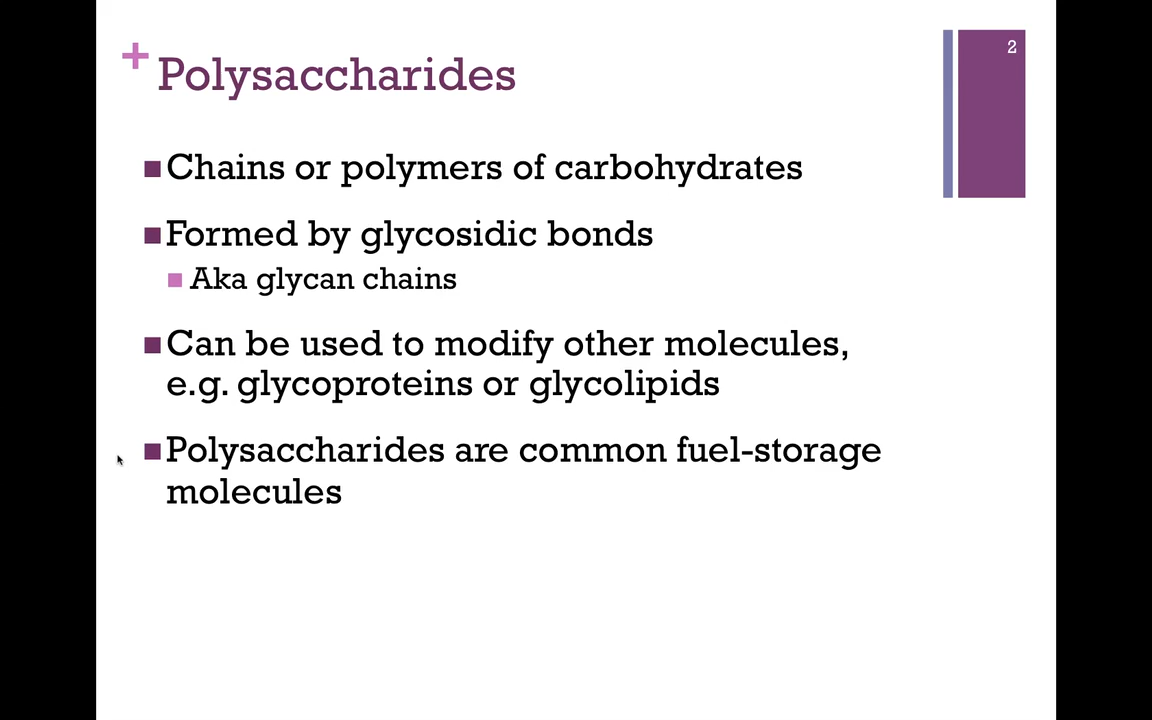 2
+ Polysaccharides
Chains or polymers of carbohydrates
Formed by glycosidic bonds
Aka glycan chains
Can be used to modify other molecules,
e.g. glycoproteins or glycolipids
Polysaccharides are common fuel-storage
molecules